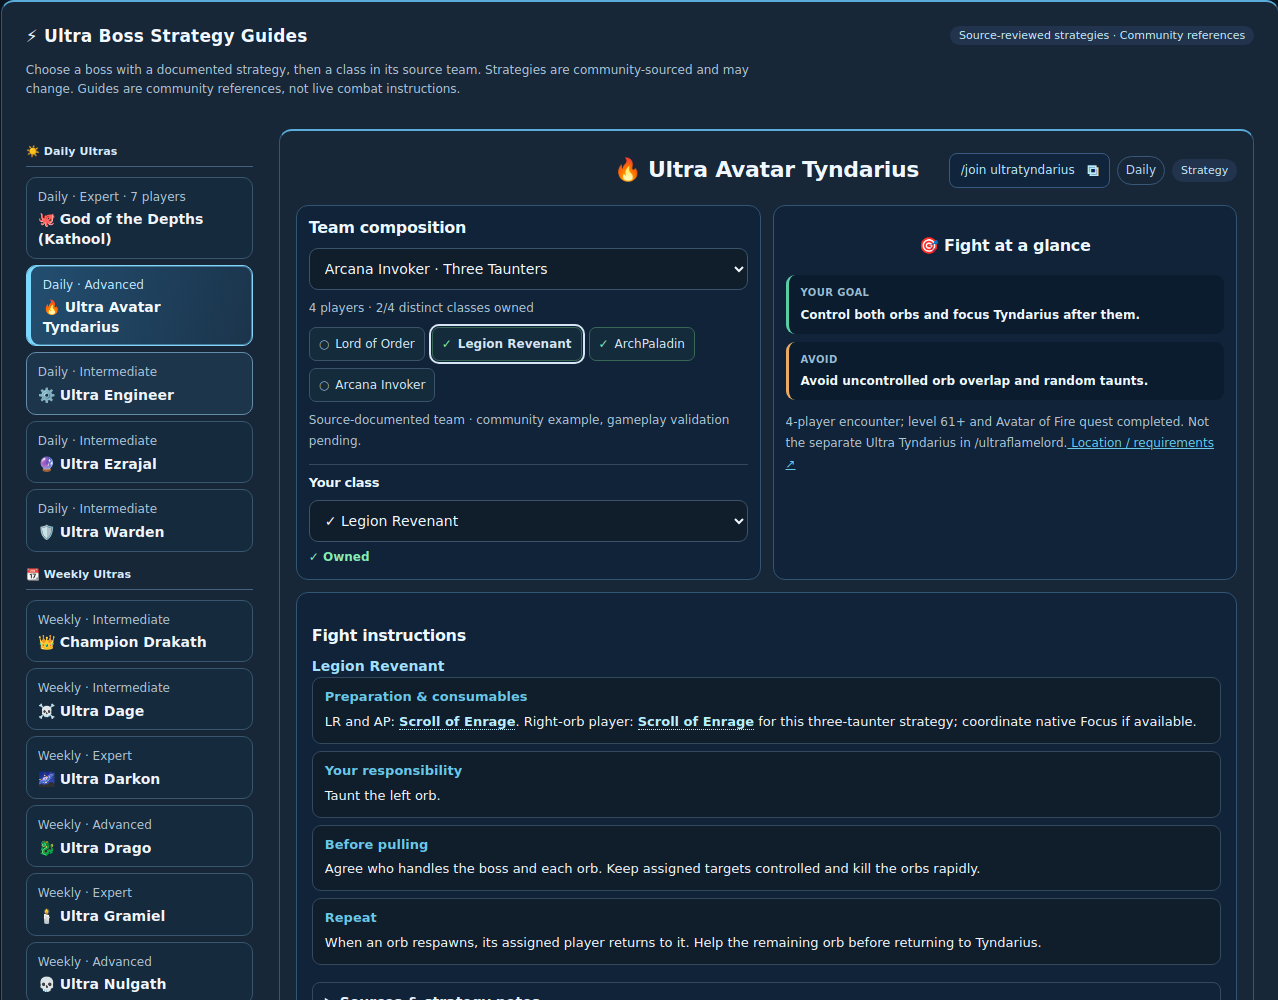 ⚡ Ultra Boss Strategy Guides
Source-reviewed strategies · Community references
Choose a boss with a documented strategy, then a class in its source team. Strategies are community-sourced and may
change. Guides are community references, not live combat instructions.
☀️ Daily Ultras
Daily · Expert · 7 players
🐙 God of the Depths
(Kathool)
Daily · Advanced
🔥 Ultra Avatar
Tyndarius
Daily · Intermediate
⚙️ Ultra Engineer
Daily · Intermediate
🔮 Ultra Ezrajal
Daily · Intermediate
🛡️ Ultra Warden
📆 Weekly Ultras
Weekly · Intermediate
👑 Champion Drakath
Weekly · Intermediate
☠️ Ultra Dage
Weekly · Expert
🌌 Ultra Darkon
Weekly · Advanced
🐉 Ultra Drago
Weekly · Expert
🕯️ Ultra Gramiel
Weekly · Advanced
💀 Ultra Nulgath
🔥 Ultra Avatar Tyndarius
/join ultratyndarius ⧉
Daily
Strategy
Team composition
Arcana Invoker · Three Taunters
4 players · 2/4 distinct classes owned
○ Lord of Order
✓ Legion Revenant
✓ ArchPaladin
○ Arcana Invoker
Source-documented team · community example, gameplay validation
pending.
Your class
✓ Legion Revenant
✓ Owned
🎯 Fight at a glance
YOUR GOAL
Control both orbs and focus Tyndarius after them.
AVOID
Avoid uncontrolled orb overlap and random taunts.
4-player encounter; level 61+ and Avatar of Fire quest completed. Not
the separate Ultra Tyndarius in /ultraflamelord. Location / requirements
↗
Fight instructions
Legion Revenant
Preparation & consumables
LR and AP: Scroll of Enrage. Right-orb player: Scroll of Enrage for this three-taunter strategy; coordinate native Focus if available.
Your responsibility
Taunt the left orb.
Before pulling
Agree who handles the boss and each orb. Keep assigned targets controlled and kill the orbs rapidly.
Repeat
When an orb respawns, its assigned player returns to it. Help the remaining orb before returning to Tyndarius.
Sources & strategy notes